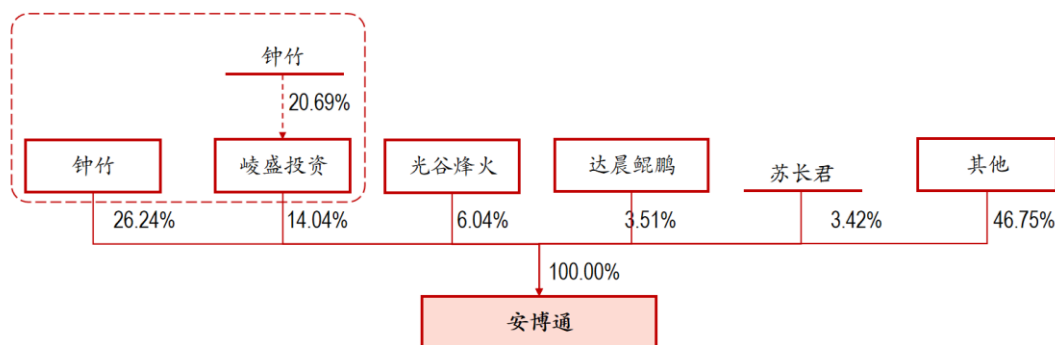 钟竹
20.69%
钟竹
崚盛投资
光谷烽火
达晨鲲鹏
苏长君
其他
26.24%
14.04%
6.04%
3.51%
3.42%
46.75%
100.00%
安博通